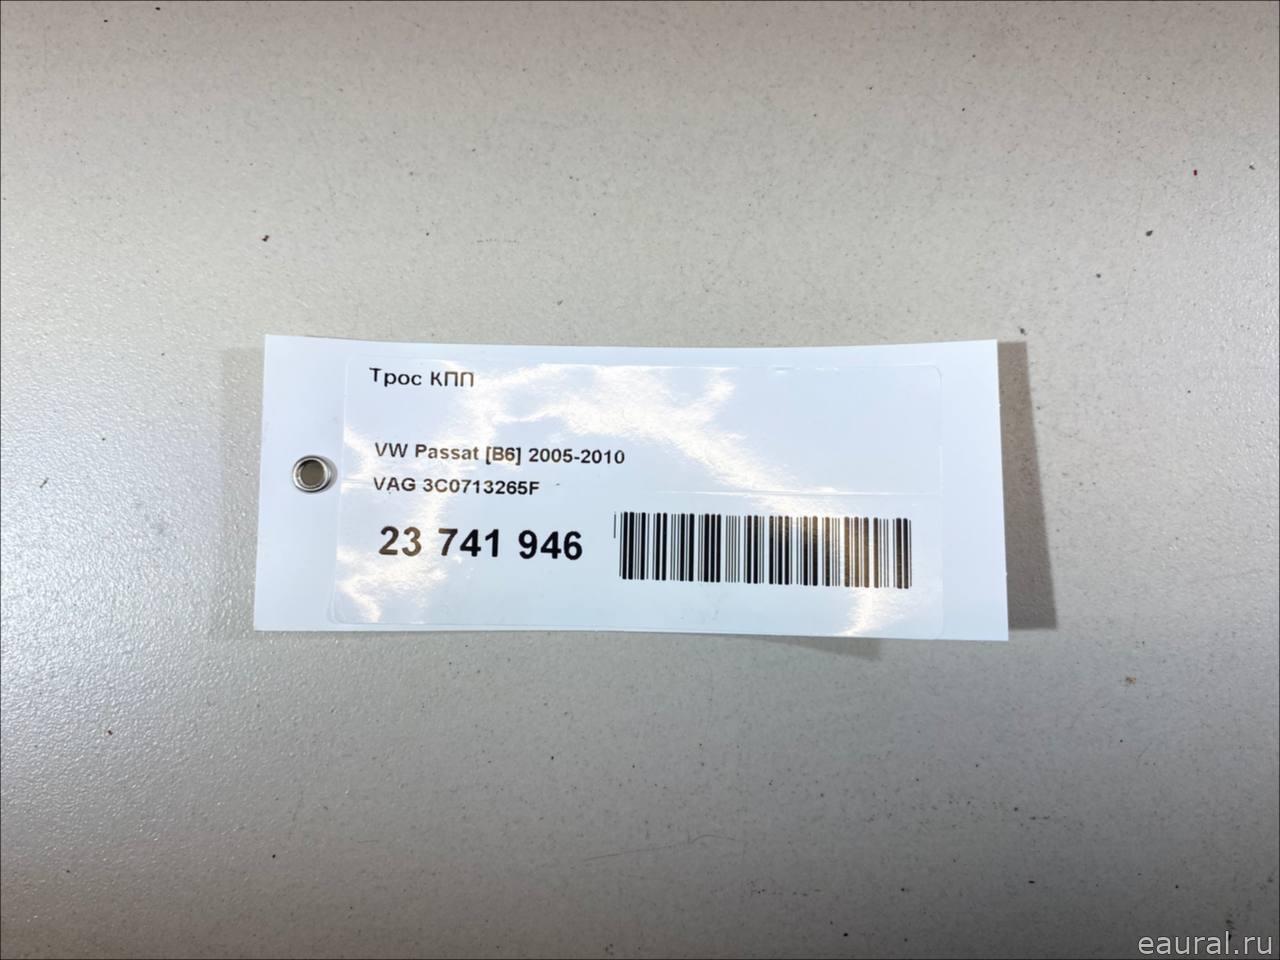 Трос КПП
VW Passat [B6] 2005-2010
VAG 3C0713265F
23 741 946
eaural.ru